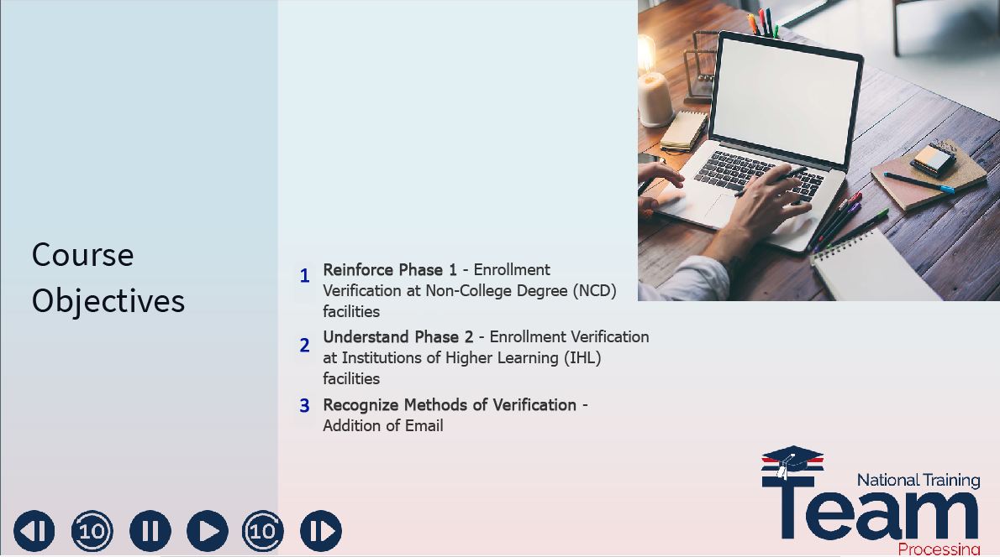 Course
Objectives
1 Reinforce Phase 1 - Enrollment
Verification at Non-College Degree (NCD)
facilities
2 Understand Phase 2 - Enrollment Verification
at Institutions of Higher Learning (IHL)
facilities
3 Recognize Methods of Verification -
Addition of Email
National Training
Team
Processing
10
10